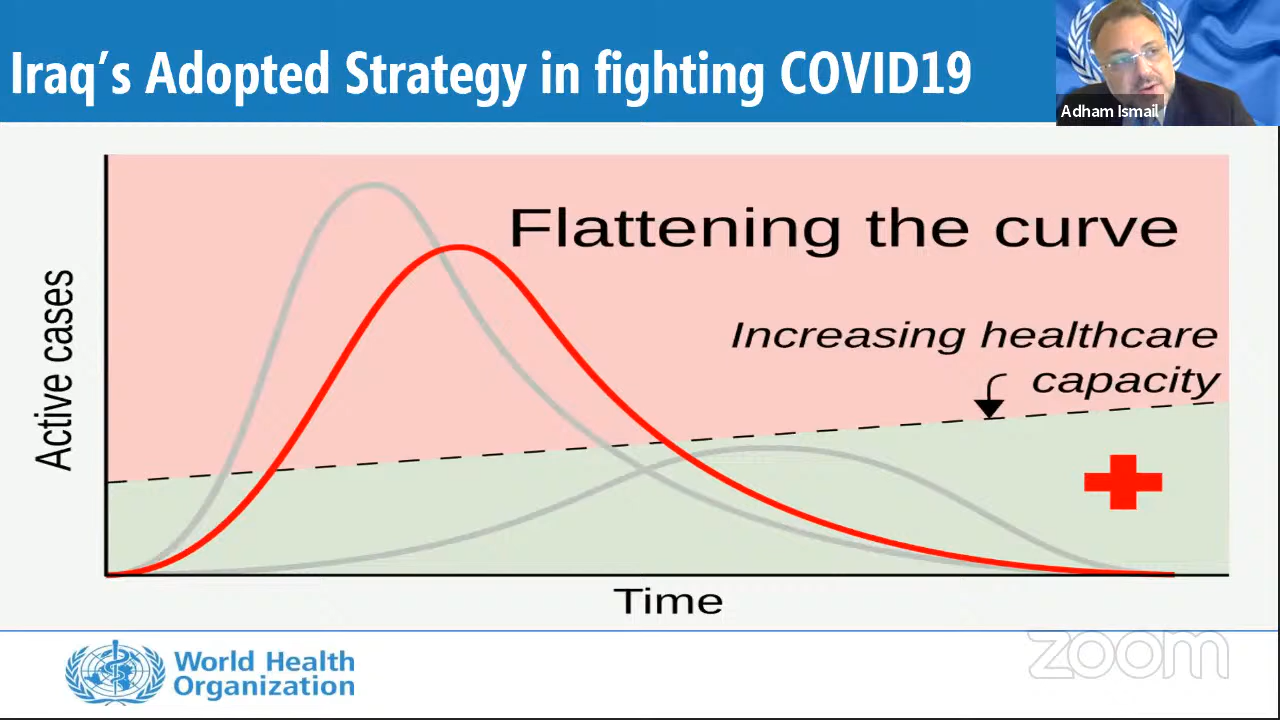 Iraq's Adopted Strategy in fighting COVID19
Adham Ismail
Flattening the curve
Increasing healthcare
capacity
Active cases
Time
World Health
Organization
zoom